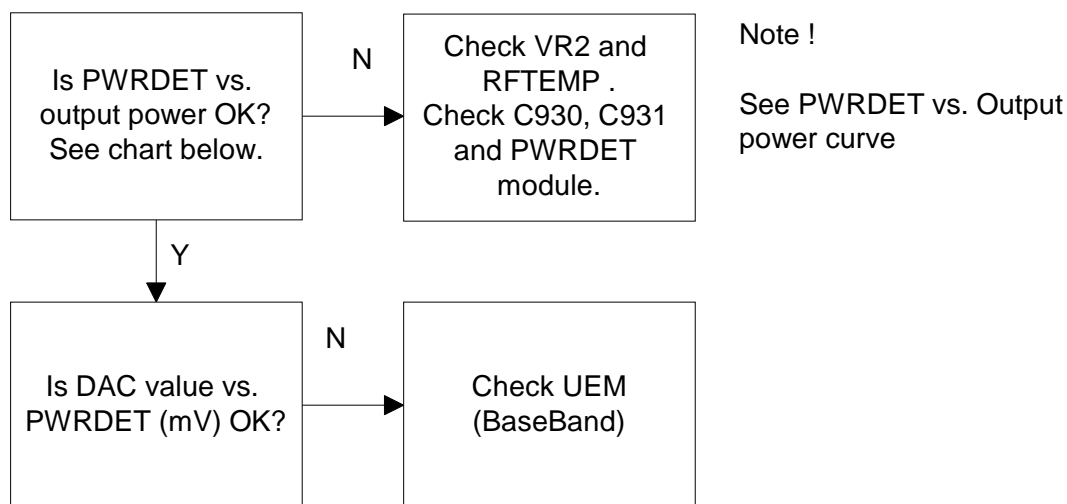 Is PWRDET vs.
output power OK?
See chart below.
N
Check VR2 and
RFTEMP .
Check C930, C931
and PWRDET
module.
Note !
See PWRDET vs. Output
power curve
Y
Is DAC value vs.
PWRDET (mV) OK?
N
Check UEM
(BaseBand)